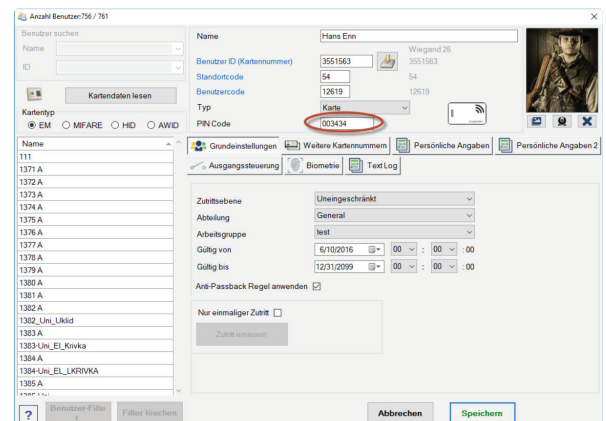 Anzahl Benutzer:756 / 761
Benutzer suchen
Name
ID
Kartendaten lesen
Kartentyp
EM MIFARE HID AWID
Name Hans Enn
Wiegand 26
Benutzer ID (Kartennummer) 3551563 3551563
Standortcode 54 54
Benutzercode 12619 12619
Typ Karte
PIN Code 003434
Name
111
1371 A
1372 A
1373 A
1374 A
1375 A
1376 A
1377 A
1378 A
1379 A
1380 A
1381 A
1382 A
1382_Uni_Uklid
1383 A
1383-Uni_El_Krivka
1384 A
1384-Uni_EL_LKRIVKA
1385 A
Grundeinstellungen Weitere Kartennummern Persönliche Angaben Persönliche Angaben 2
Ausgangssteuerung Biometrie Text Log
Zutrittsebene Uneingeschränkt
Abteilung General
Arbeitsgruppe test
Gültig von 6/10/2016 00 : 00 : 00
Gültig bis 12/31/2099 00 : 00 : 00
Anti-Passback Regel anwenden
Nur einmaliger Zutritt
Zutritt erneuern
? Benutzer-Filter Filter löschen
Abbrechen Speichern